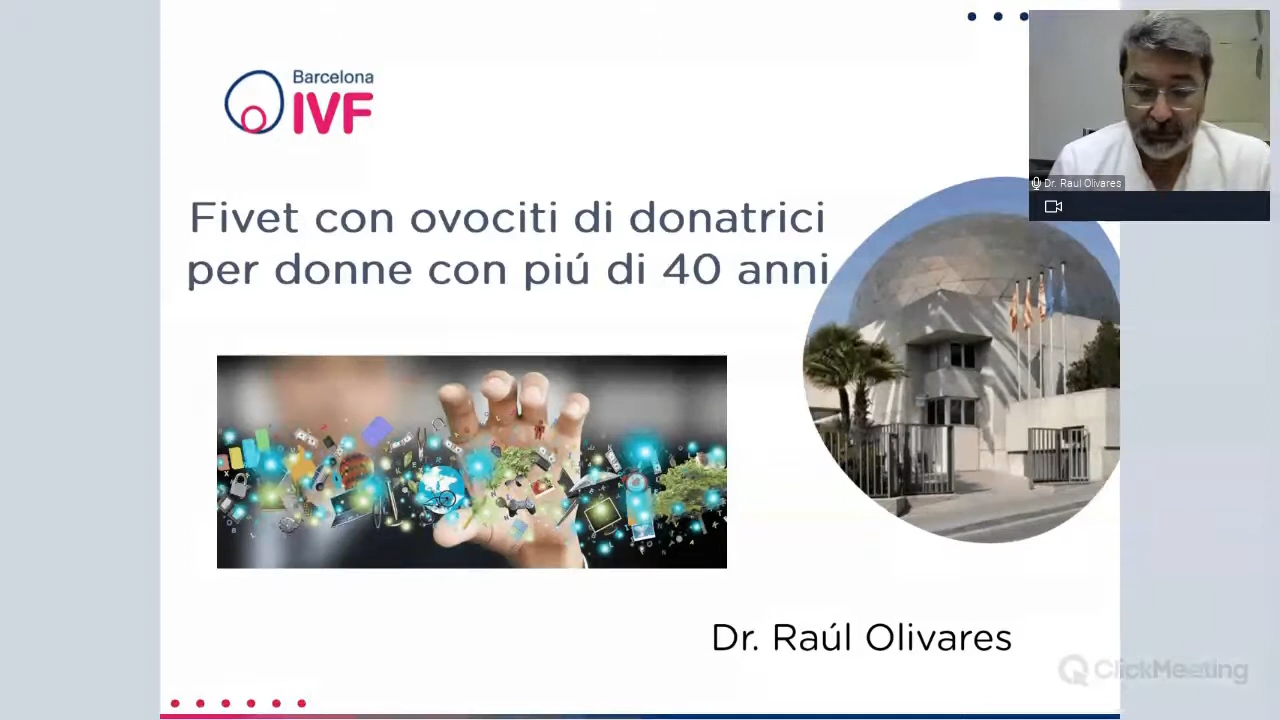 Barcelona
IVF
Fivet con ovociti di donatrici
per donne con piú di 40 anni
Dr. Raúl Olivares
Dr. Raul Olivares
ClickMeeting